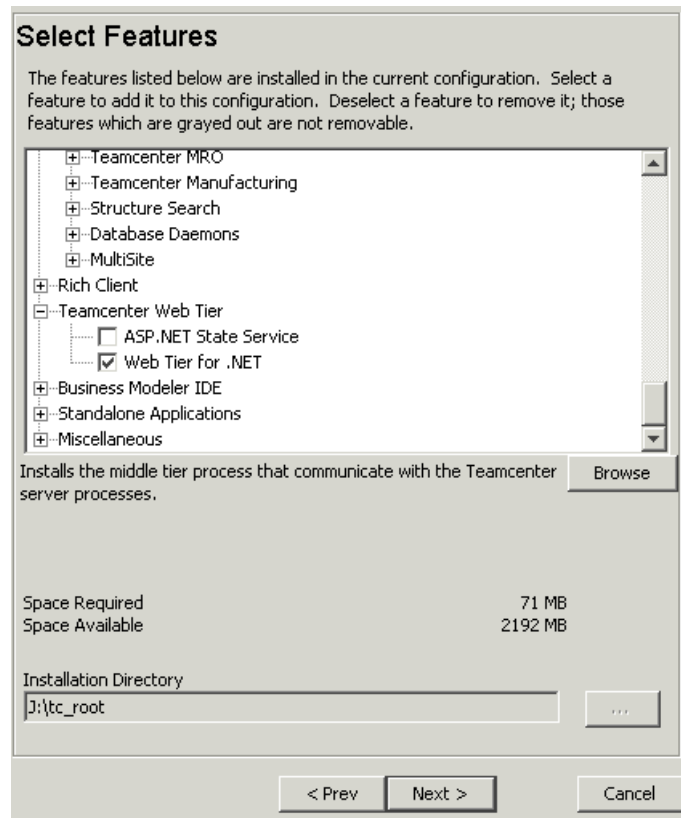 Select Features
The features listed below are installed in the current configuration.  Select a
feature to add it to this configuration.  Deselect a feature to remove it; those
features which are grayed out are not removable.
Teamcenter MRO
Teamcenter Manufacturing
Structure Search
Database Daemons
MultiSite
Rich Client
Teamcenter Web Tier
ASP.NET State Service
Web Tier for .NET
Business Modeler IDE
Standalone Applications
Miscellaneous
Installs the middle tier process that communicate with the Teamcenter
server processes.
Browse
Space Required 71 MB
Space Available 2192 MB
Installation Directory
J:\tc_root
...
< Prev Next > Cancel